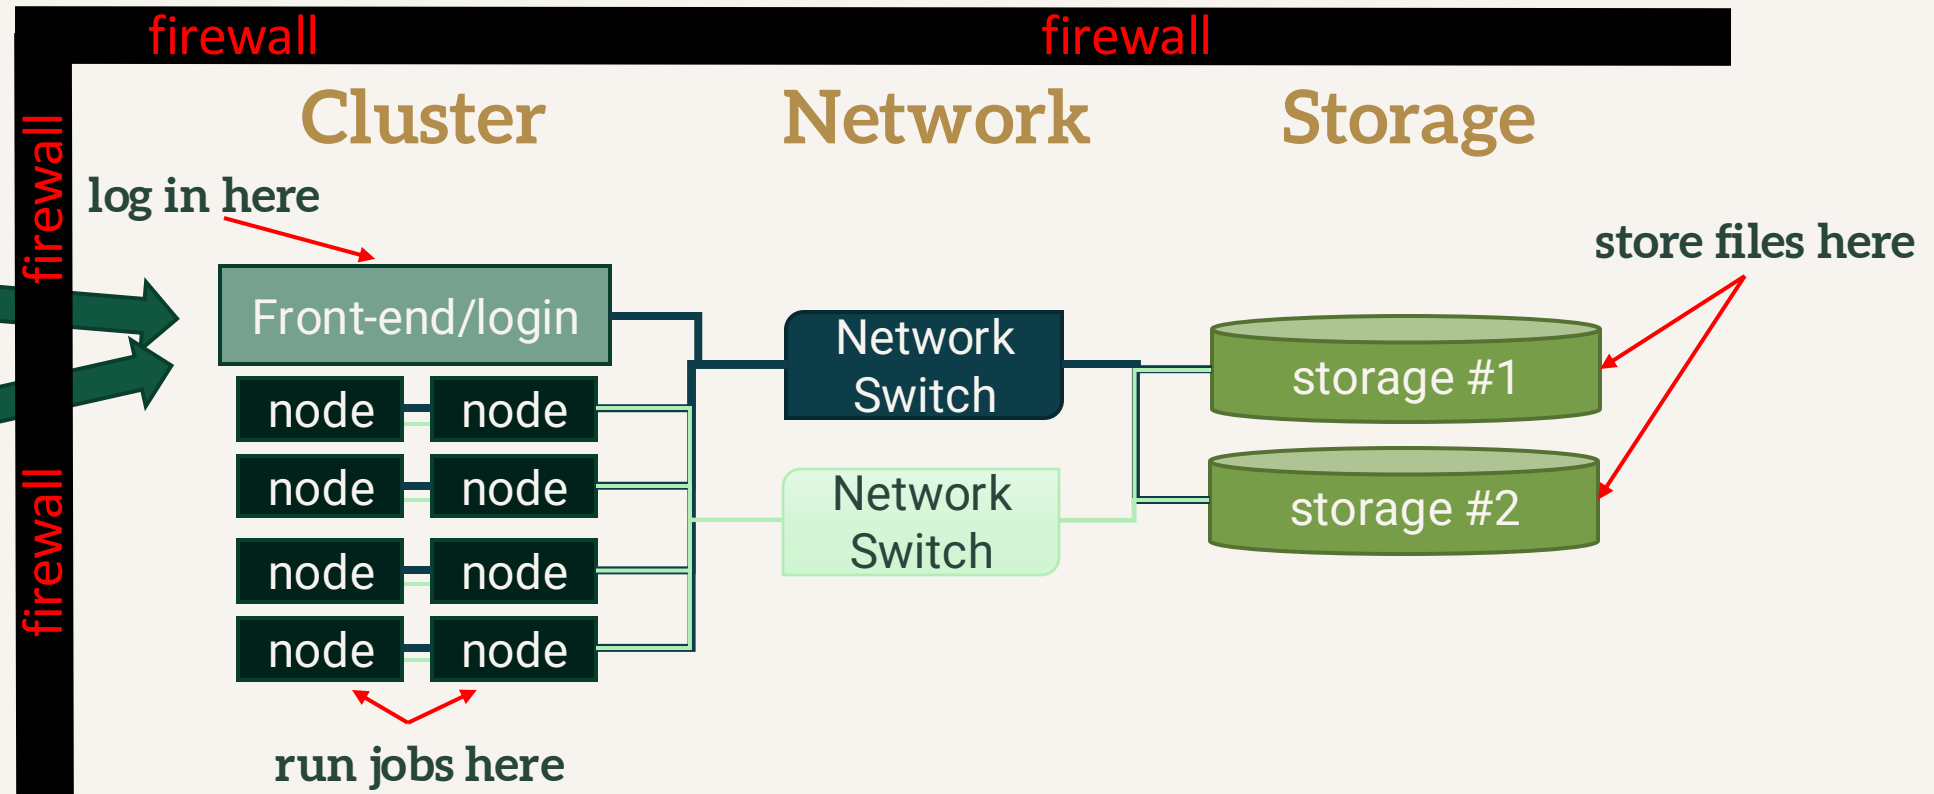 firewall firewall
Cluster Network Storage
firewall
log in here
store files here
Front-end/login
Network
Switch
storage #1
node node
node node
Network
Switch
storage #2
firewall
node node
node node
run jobs here